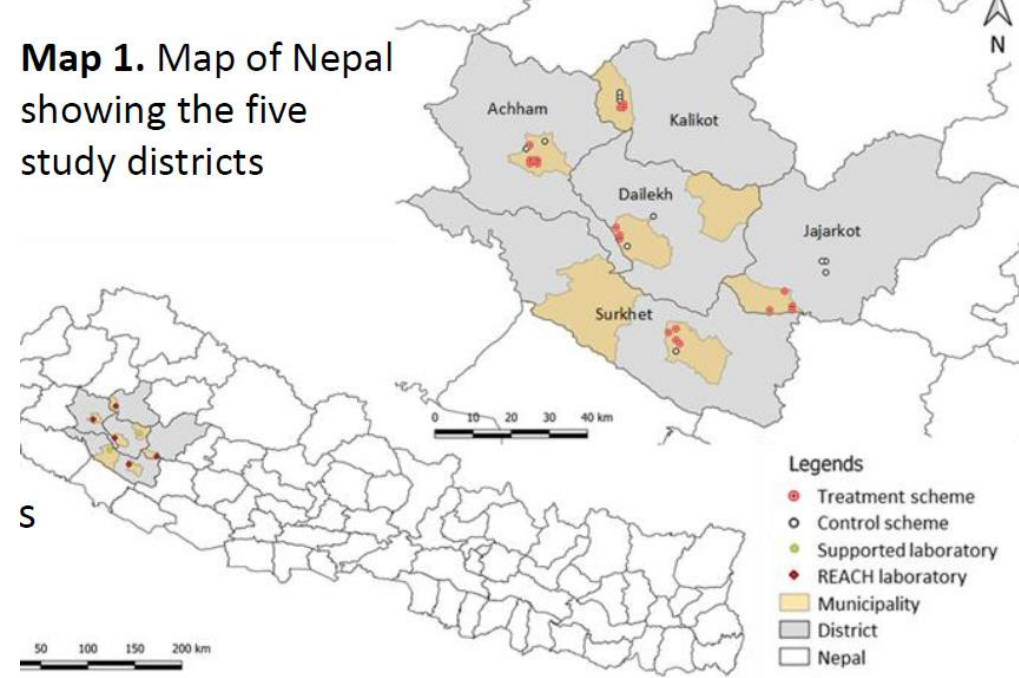 Map 1. Map of Nepal
showing the five
study districts
N
Achham
Kalikot
Dailekh
Jajarkot
Surkhet
0 10 20 30 40 km
s
50 100 150 200 km
Legends
Treatment scheme
Control scheme
Supported laboratory
REACH laboratory
Municipality
District
Nepal